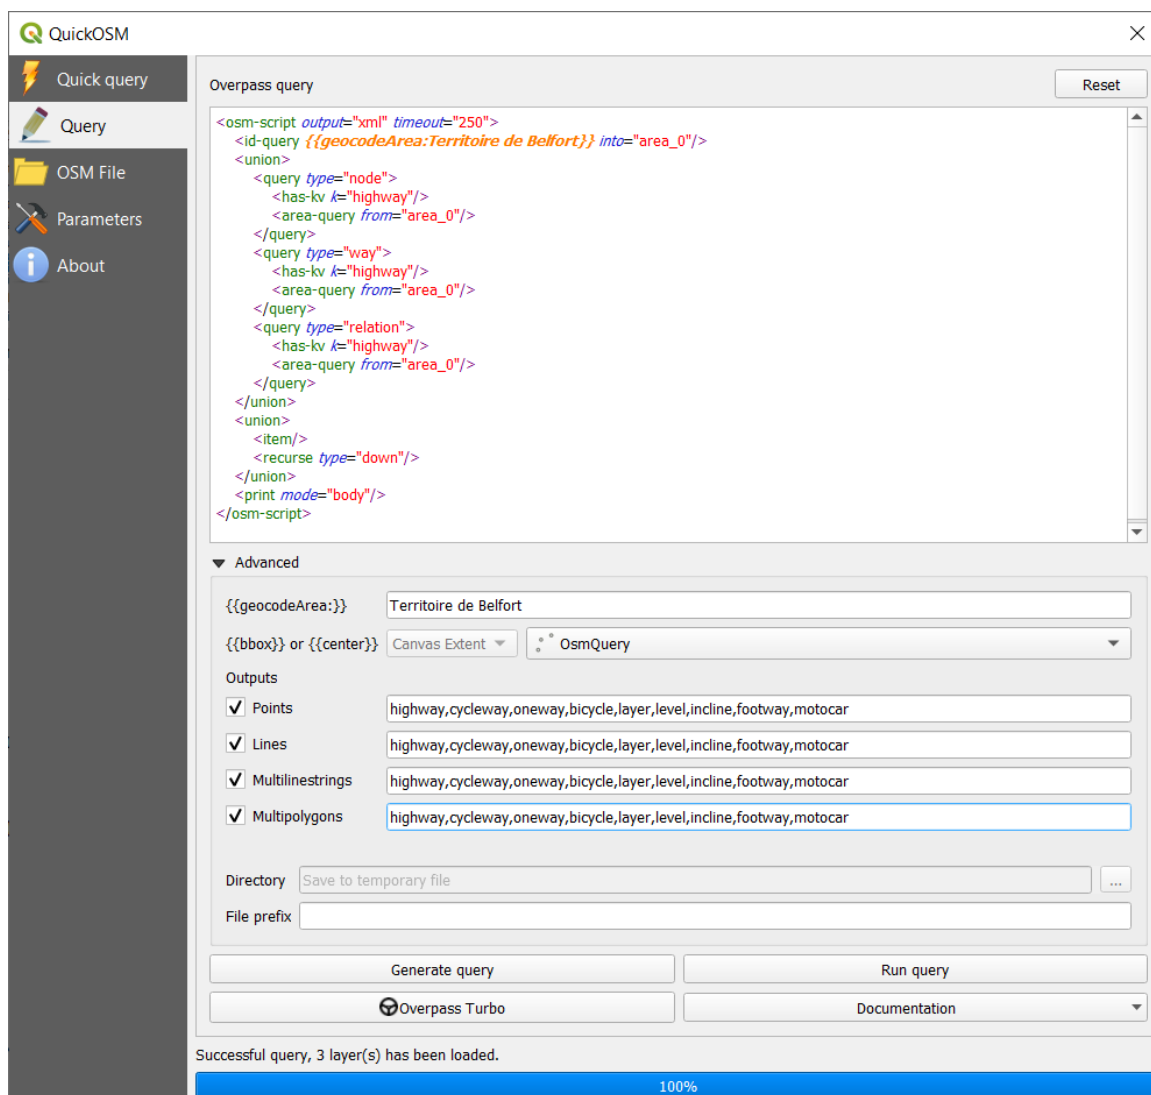 QuickOSM
Quick query
Query
OSM File
Parameters
About
Overpass query
Reset
<osm-script output="xml" timeout="250">
<id-query {{geocodeArea:Territoire de Belfort}} into="area_0"/>
<union>
<query type="node">
<has-kv k="highway"/>
<area-query from="area_0"/>
</query>
<query type="way">
<has-kv k="highway"/>
<area-query from="area_0"/>
</query>
<query type="relation">
<has-kv k="highway"/>
<area-query from="area_0"/>
</query>
</union>
<union>
<item/>
<recurse type="down"/>
</union>
<print mode="body"/>
</osm-script>
Advanced
{{geocodeArea:}} Territoire de Belfort
{{bbox}} or {{center}} Canvas Extent OsmQuery
Outputs
Points highway,cycleway,oneway,bicycle,layer,level,incline,footway,motocar
Lines highway,cycleway,oneway,bicycle,layer,level,incline,footway,motocar
Multilinestrings highway,cycleway,oneway,bicycle,layer,level,incline,footway,motocar
Multipolygons highway,cycleway,oneway,bicycle,layer,level,incline,footway,motocar
Directory Save to temporary file ...
File prefix
Generate query Run query
Overpass Turbo Documentation
Successful query, 3 layer(s) has been loaded.
100%